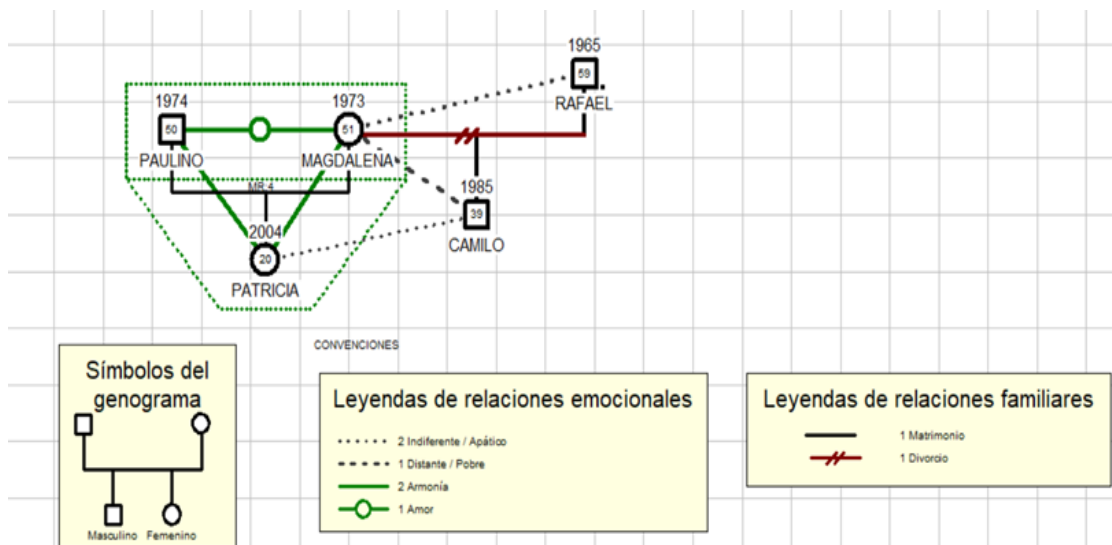 1965
59
RAFAEL
1974
1973
50
51
PAULINO
MAGDALENA
MR:4
1985
39
CAMILO
2004
20
PATRICIA
CONVENCIONES
Símbolos del
genograma
Masculino Femenino
Leyendas de relaciones emocionales
2 Indiferente / Apático
1 Distante / Pobre
2 Armonía
1 Amor
Leyendas de relaciones familiares
1 Matrimonio
1 Divorcio